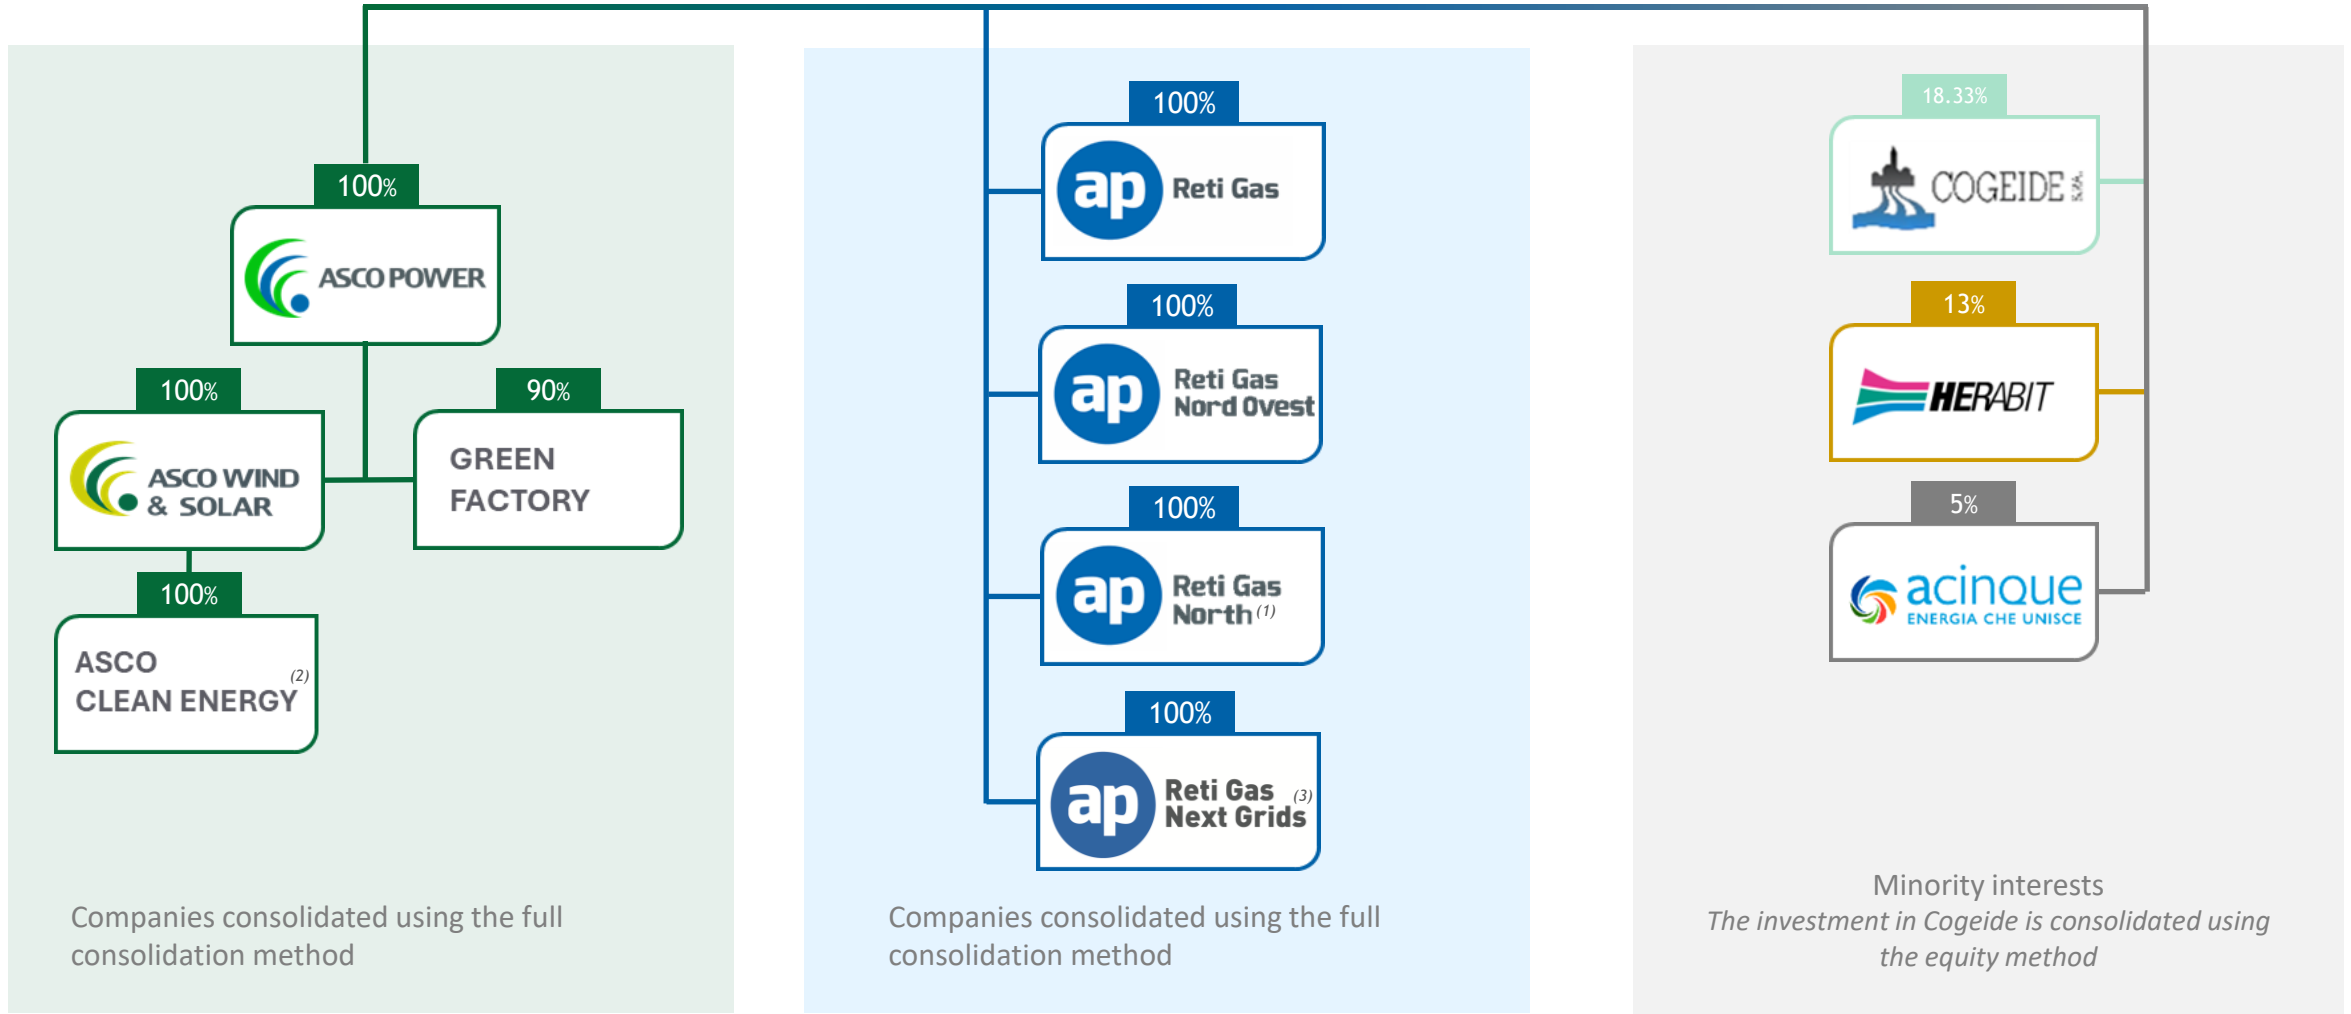 100%
ASCO POWER
100%
ASCO WIND
& SOLAR
90%
GREEN
FACTORY
100%
ASCO
CLEAN ENERGY (2)
Companies consolidated using the full
consolidation method
100%
ap Reti Gas
100%
ap Reti Gas
Nord Ovest
100%
ap Reti Gas
North (1)
100%
ap Reti Gas
Next Grids (3)
Companies consolidated using the full
consolidation method
18.33%
COGEIDE S.P.A.
13%
HERABIT
5%
acinque
ENERGIA CHE UNISCE
Minority interests
The investment in Cogeide is consolidated using
the equity method